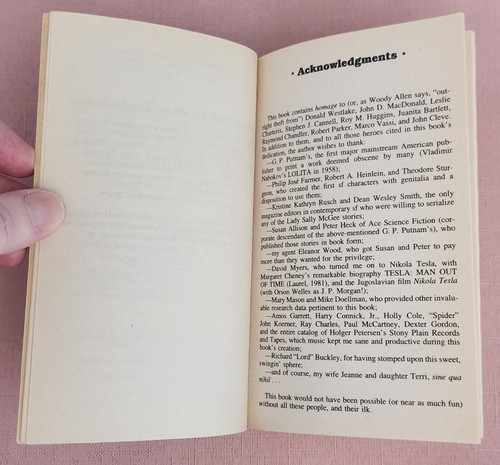 · Acknowledgments ·
This book contains homage to (or, as Woody Allen says, "out-
right theft from") Donald Westlake, John D. MacDonald, Leslie
Charteris, Stephen J. Cannell, Roy M. Huggins, Juanita Bartlett,
Raymond Chandler, Robert Parker, Marco Vassi, and John Cleve.
In addition to them, and to all those heroes cited in this book's
dedication, the author wishes to thank:
—G. P. Putnam's, the first major mainstream American pub-
lisher to print a work deemed obscene by many (Vladimir
Nabokov's LOLITA in 1958);
—Philip José Farmer, Robert A. Heinlein, and Theodore Stur-
geon, who created the first sf characters with genitalia and a
disposition to use them;
—Kristine Kathryn Rusch and Dean Wesley Smith, the only
magazine editors in contemporary sf who were willing to serialize
any of the Lady Sally McGee stories;
—Susan Allison and Peter Heck of Ace Science Fiction (cor-
porate descendant of the above-mentioned G. P. Putnam's), who
published those stories in book form;
—my agent Eleanor Wood, who got Susan and Peter to pay
more than they wanted for the privilege;
—David Myers, who turned me on to Nikola Tesla, with
Margaret Cheney's remarkable biography TESLA: MAN OUT
OF TIME (Laurel, 1981), and the Jugoslavian film Nikola Tesla
(with Orson Welles as J. P. Morgan!);
—Mary Mason and Mike Doellman, who provided other invalu-
able research data pertinent to this book;
—Amos Garrett, Harry Connick, Jr., Holly Cole, "Spider"
John Koerner, Ray Charles, Paul McCartney, Dexter Gordon,
and the entire catalog of Holger Petersen's Stony Plain Records
and Tapes, which music kept me sane and productive during this
book's creation;
—Richard "Lord" Buckley, for having stomped upon this sweet,
swingin' sphere;
—and of course, my wife Jeanne and daughter Terri, sine qua
nihil . . .
This book would not have been possible (or near as much fun)
without all these people, and their ilk.